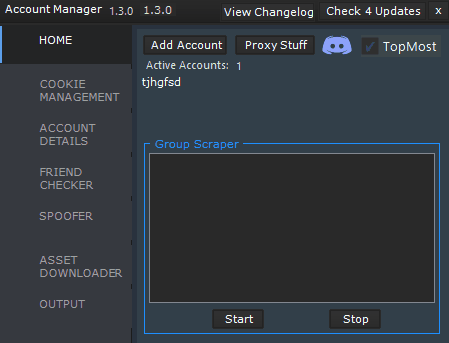 Account Manager 1.3.0 1.3.0 View Changelog Check 4 Updates x
HOME
COOKIE
MANAGEMENT
ACCOUNT
DETAILS
FRIEND
CHECKER
SPOOFER
ASSET
DOWNLOADER
OUTPUT
Add Account Proxy Stuff TopMost
Active Accounts: 1
tjhgfsd
Group Scraper
Start Stop